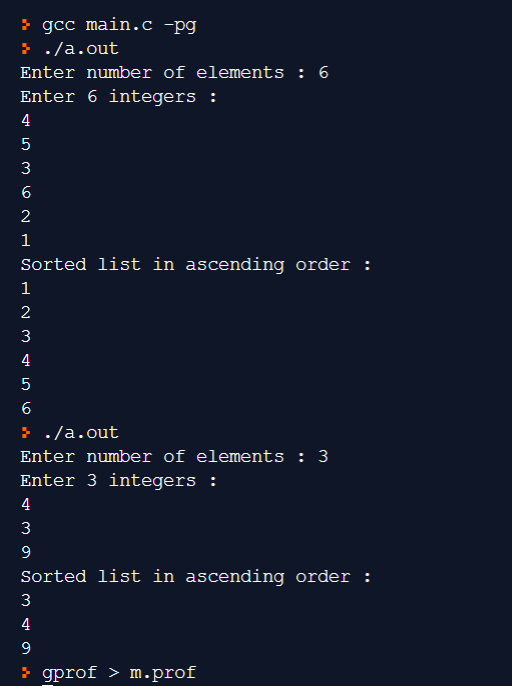 ❥ gcc main.c -pg
❥ ./a.out
Enter number of elements : 6
Enter 6 integers :
4
5
3
6
2
1
Sorted list in ascending order :
1
2
3
4
5
6
❥ ./a.out
Enter number of elements : 3
Enter 3 integers :
4
3
9
Sorted list in ascending order :
3
4
9
❥ gprof > m.prof